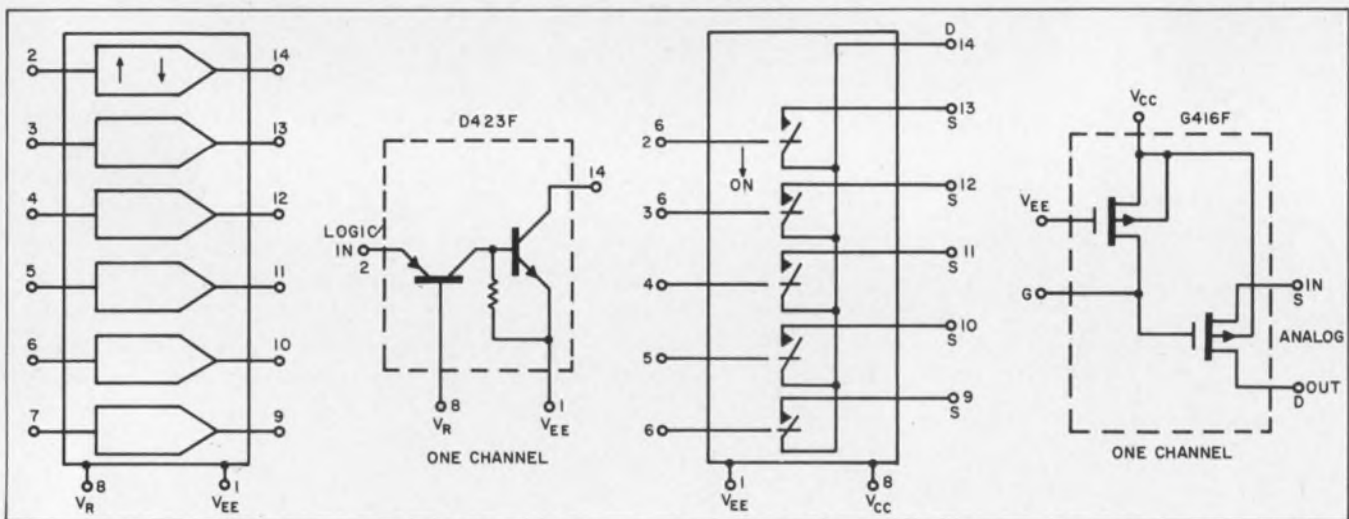 2
14
3
13
4
12
5
11
6
10
7
9
8
V_R
1
V_EE
D423F
14
LOGIC
IN
2
8
V_R
1
V_EE
ONE CHANNEL
D
14
13
S
6
2
ON
12
S
6
3
11
S
4
10
S
5
9
S
6
1
V_EE
8
V_CC
V_CC
G416F
V_EE
G
IN
S
ANALOG
OUT
D
ONE CHANNEL